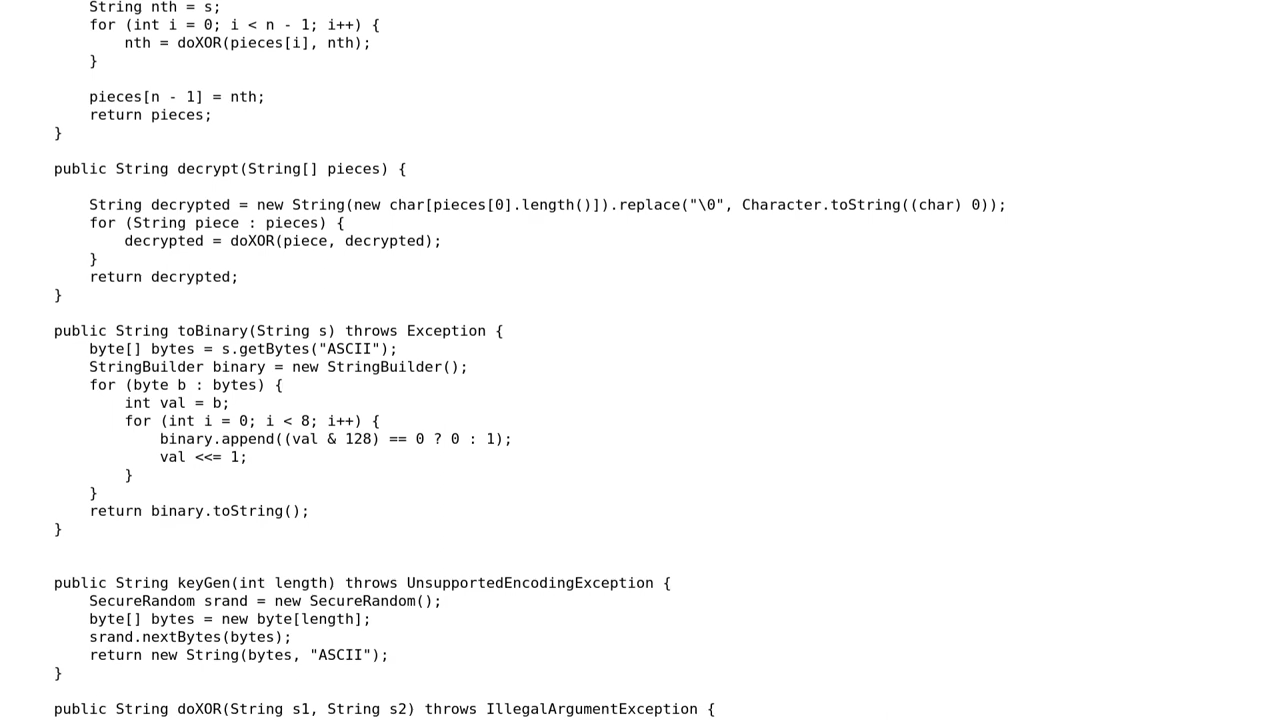 String nth = s;
for (int i = 0; i < n - 1; i++) {
nth = doXOR(pieces[i], nth);
}
pieces[n - 1] = nth;
return pieces;
}
public String decrypt(String[] pieces) {
String decrypted = new String(new char[pieces[0].length()]).replace("\0", Character.toString((char) 0));
for (String piece : pieces) {
decrypted = doXOR(piece, decrypted);
}
return decrypted;
}
public String toBinary(String s) throws Exception {
byte[] bytes = s.getBytes("ASCII");
StringBuilder binary = new StringBuilder();
for (byte b : bytes) {
int val = b;
for (int i = 0; i < 8; i++) {
binary.append((val & 128) == 0 ? 0 : 1);
val <<= 1;
}
}
return binary.toString();
}
public String keyGen(int length) throws UnsupportedEncodingException {
SecureRandom srand = new SecureRandom();
byte[] bytes = new byte[length];
srand.nextBytes(bytes);
return new String(bytes, "ASCII");
}
public String doXOR(String s1, String s2) throws IllegalArgumentException {